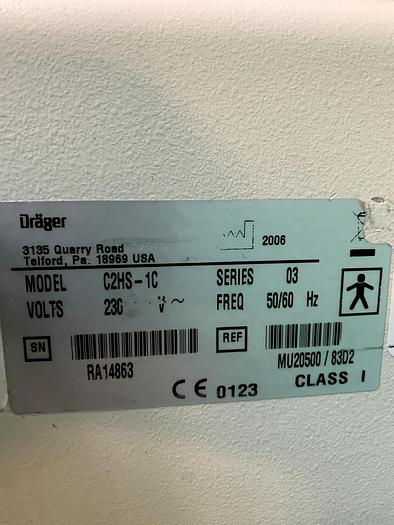 Dräger
3135 Quarry Road
Telford, Pa. 18969 USA
2006
MODEL C2HS-1C SERIES 03
VOLTS 230 V~ FREQ 50/60 Hz
SN REF
RA14863 MU20500 / 83D2
CE 0123 CLASS I